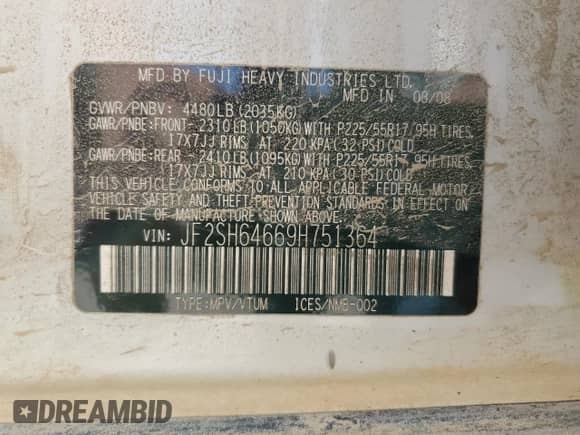 MFD. BY FUJI HEAVY INDUSTRIES LTD.
MFD. IN 08/08
GVWR/PNBV: 4480LB (2035KG)
GAWR/PNBE: FRONT- 2310LB (1050KG) WITH P225/55R17 95H TIRES,
17X7JJ RIMS AT 220 KPA (32 PSI) COLD
GAWR/PNBE: REAR - 2410LB (1095KG) WITH P225/55R17 95H TIRES,
17X7JJ RIMS AT 210 KPA (30 PSI) COLD
THIS VEHICLE CONFORMS TO ALL APPLICABLE FEDERAL MOTOR
VEHICLE SAFETY AND THEFT PREVENTION STANDARDS IN EFFECT ON
THE DATE OF MANUFACTURE SHOWN ABOVE.
VIN: JF2SH64669H751364
TYPE: MPV/VTUM ICES/NMB-002
DREAMBID